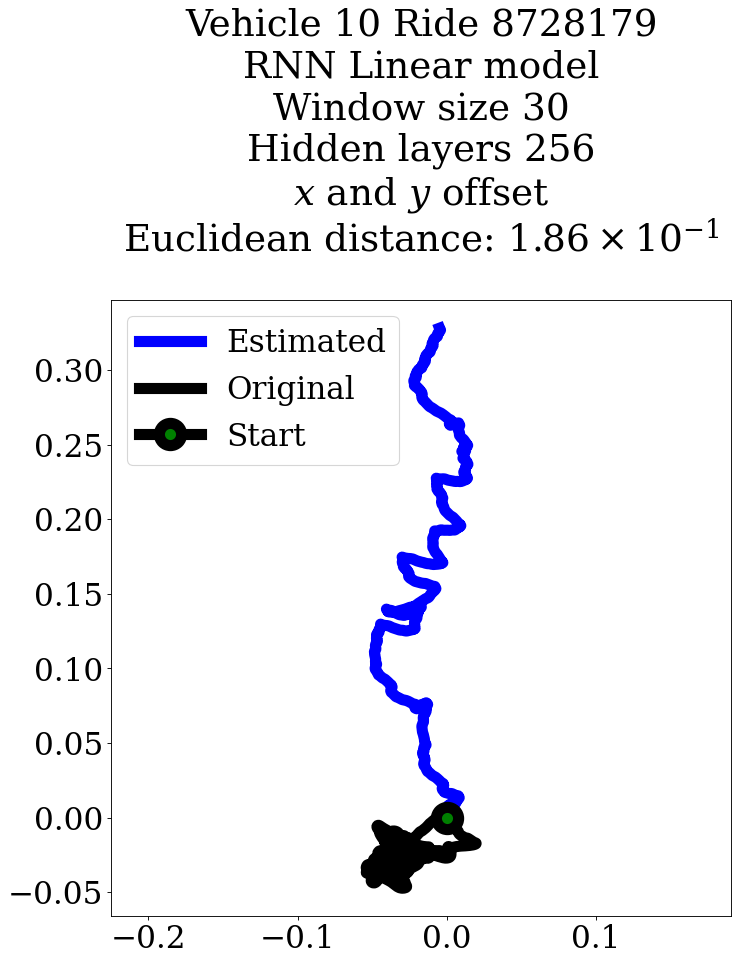 Vehicle 10 Ride 8728179
RNN Linear model
Window size 30
Hidden layers 256
x and y offset
Euclidean distance: 1.86 × 10⁻¹
Estimated
Original
Start
0.30
0.25
0.20
0.15
0.10
0.05
0.00
−0.05
−0.2 −0.1 0.0 0.1